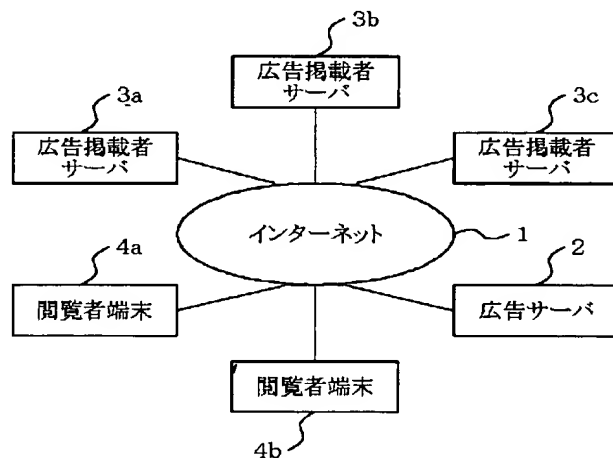 3b
広告掲載者
サーバ
3a
広告掲載者
サーバ
3c
広告掲載者
サーバ
インターネット
1
4a
閲覧者端末
2
広告サーバ
閲覧者端末
4b